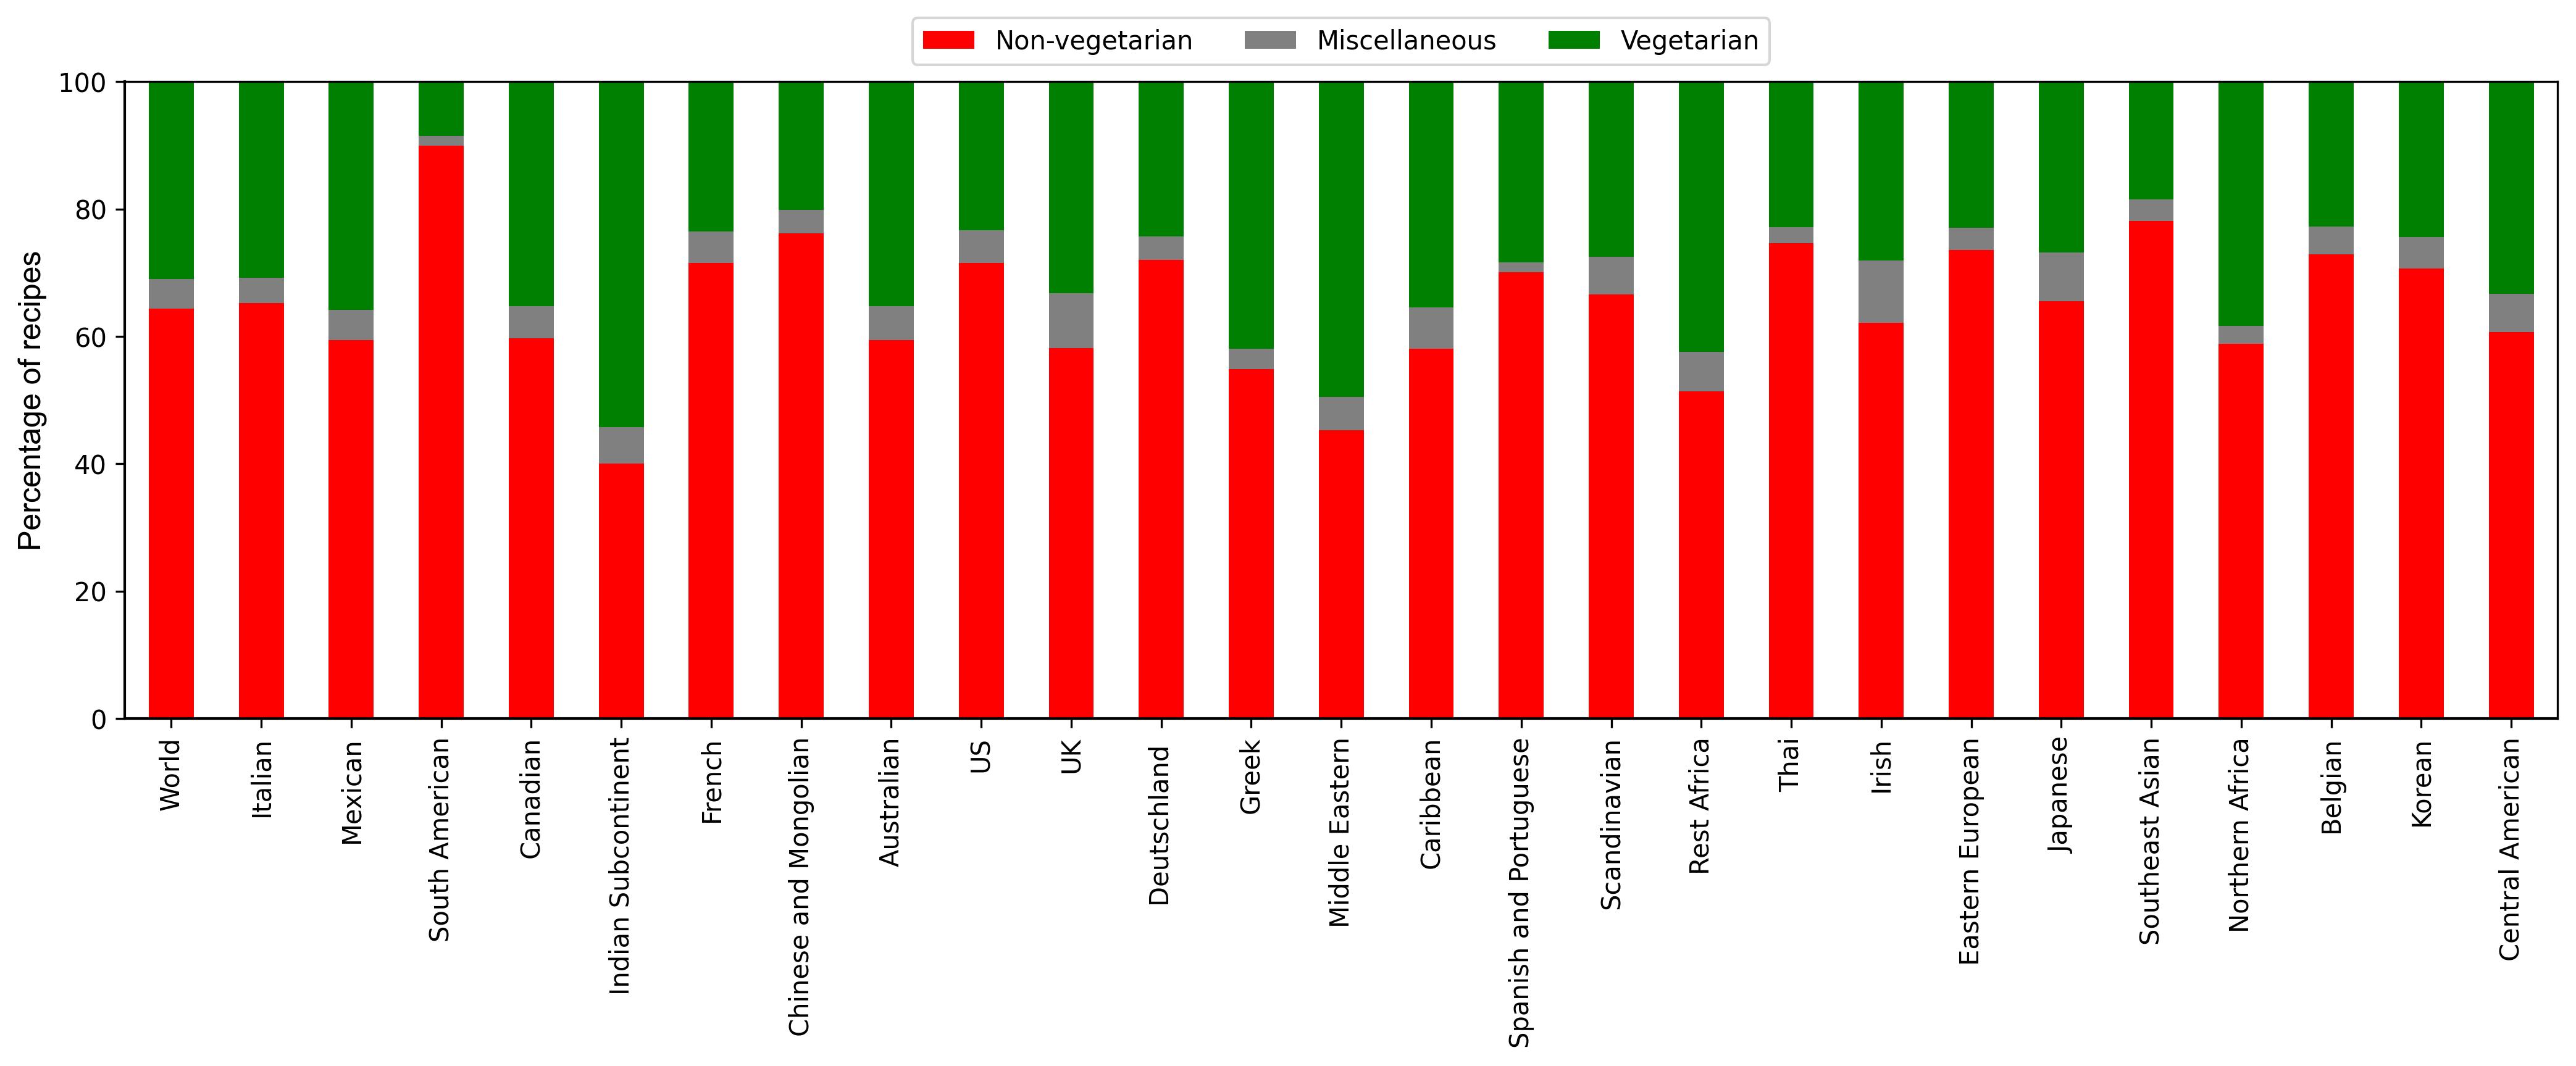 Non-vegetarian Miscellaneous Vegetarian
Percentage of recipes
100
80
60
40
20
0
World
Italian
Mexican
South American
Canadian
Indian Subcontinent
French
Chinese and Mongolian
Australian
US
UK
Deutschland
Greek
Middle Eastern
Caribbean
Spanish and Portuguese
Scandinavian
Rest Africa
Thai
Irish
Eastern European
Japanese
Southeast Asian
Northern Africa
Belgian
Korean
Central American